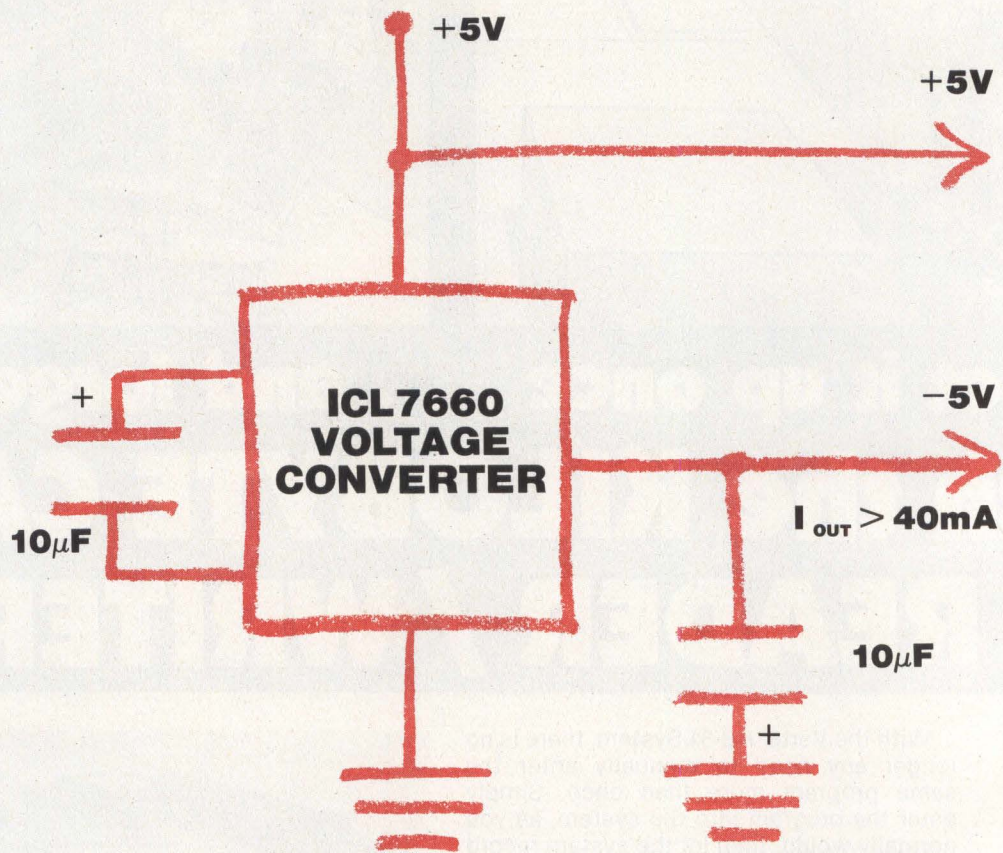 +5V
+5V
+
ICL7660
VOLTAGE
CONVERTER
−5V
10µF
I OUT > 40mA
10µF
+